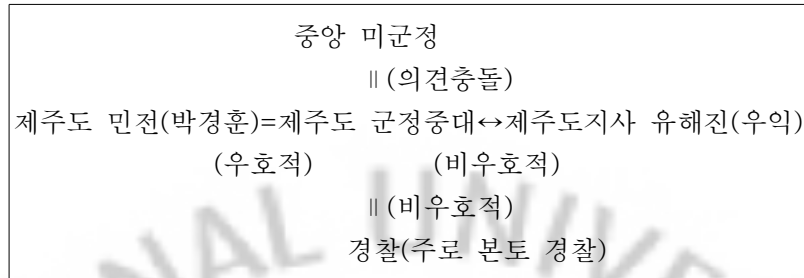 중앙 미군정
॥(의견충돌)
제주도 민전(박경훈)=제주도 군정중대↔제주도지사 유해진(우익)
(우호적) (비우호적)
॥(비우호적)
경찰(주로 본토 경찰)